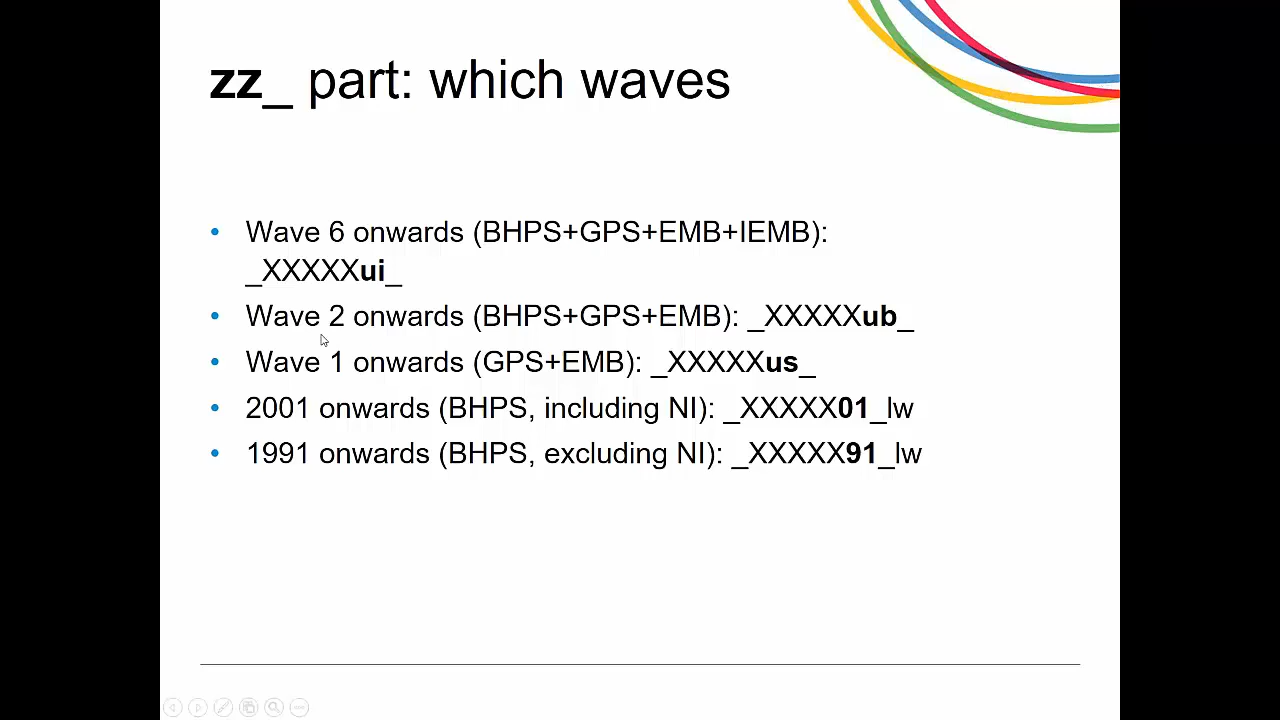 zz_ part: which waves
• Wave 6 onwards (BHPS+GPS+EMB+IEMB):
_XXXXXui_
• Wave 2 onwards (BHPS+GPS+EMB): _XXXXXub_
• Wave 1 onwards (GPS+EMB): _XXXXXus_
• 2001 onwards (BHPS, including NI): _XXXXX01_lw
• 1991 onwards (BHPS, excluding NI): _XXXXX91_lw